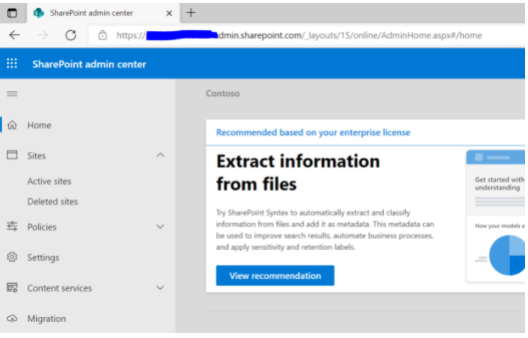 SharePoint admin center
https://
dmin.sharepoint.com/_layouts/15/online/AdminHome.aspx#/home
SharePoint admin center
Contoso
Home
Sites
Active sites
Deleted sites
Policies
Settings
Content services
Migration
Recommended based on your enterprise license
Extract information
from files
Try SharePoint Syntex to automatically extract and classify
information from files and add it as metadata. This metadata can
be used to improve search results, automate business processes,
and apply sensitivity and retention labels.
View recommendation
Get started with
understanding
How your models a